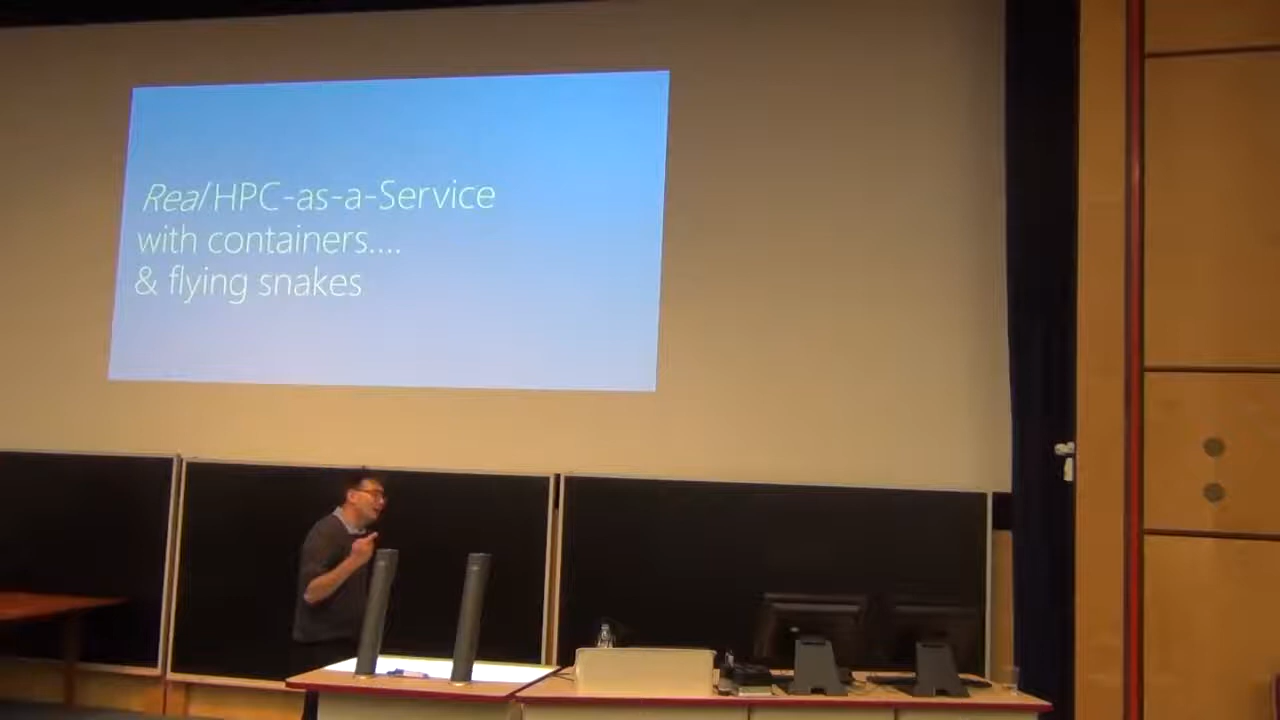 Real HPC-as-a-Service
with containers....
& flying snakes